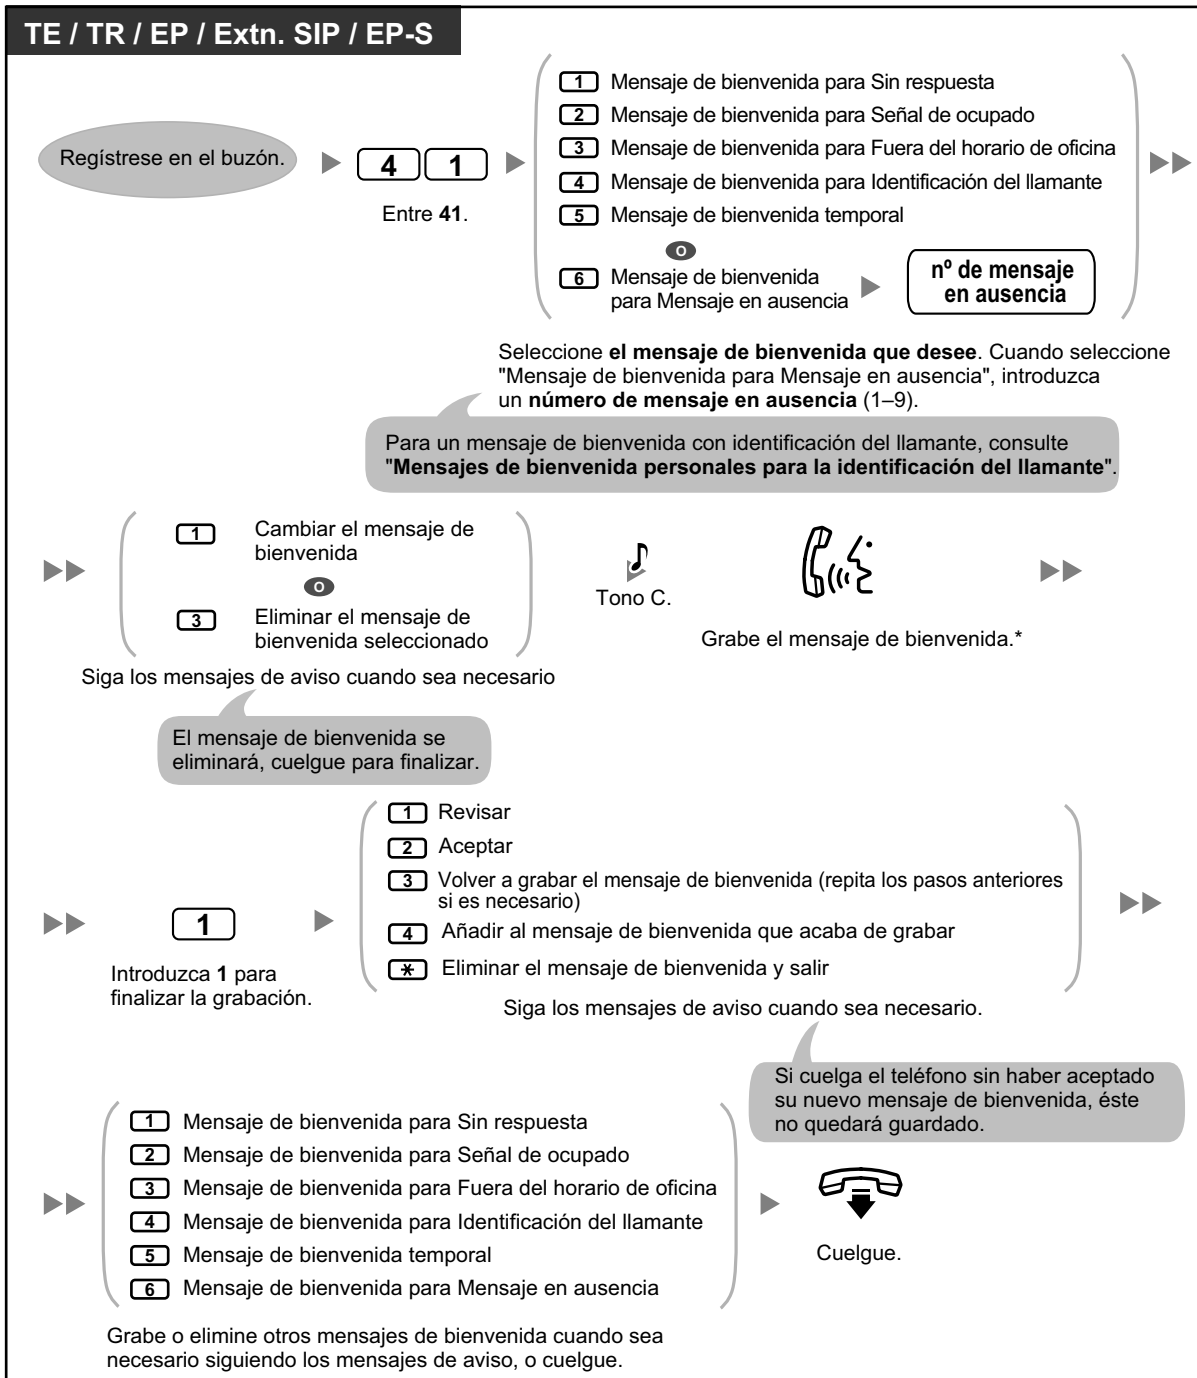 TE / TR / EP / Extn. SIP / EP-S
Regístrese en el buzón.
4 1
Entre 41.
1 Mensaje de bienvenida para Sin respuesta
2 Mensaje de bienvenida para Señal de ocupado
3 Mensaje de bienvenida para Fuera del horario de oficina
4 Mensaje de bienvenida para Identificación del llamante
5 Mensaje de bienvenida temporal
O
6 Mensaje de bienvenida
para Mensaje en ausencia
nº de mensaje
en ausencia
Seleccione el mensaje de bienvenida que desee. Cuando seleccione
"Mensaje de bienvenida para Mensaje en ausencia", introduzca
un número de mensaje en ausencia (1–9).
Para un mensaje de bienvenida con identificación del llamante, consulte
"Mensajes de bienvenida personales para la identificación del llamante".
1 Cambiar el mensaje de
bienvenida
O
3 Eliminar el mensaje de
bienvenida seleccionado
Siga los mensajes de aviso cuando sea necesario
El mensaje de bienvenida se
eliminará, cuelgue para finalizar.
Tono C.
Grabe el mensaje de bienvenida.*
1
Introduzca 1 para
finalizar la grabación.
1 Revisar
2 Aceptar
3 Volver a grabar el mensaje de bienvenida (repita los pasos anteriores
si es necesario)
4 Añadir al mensaje de bienvenida que acaba de grabar
* Eliminar el mensaje de bienvenida y salir
Siga los mensajes de aviso cuando sea necesario.
Si cuelga el teléfono sin haber aceptado
su nuevo mensaje de bienvenida, éste
no quedará guardado.
1 Mensaje de bienvenida para Sin respuesta
2 Mensaje de bienvenida para Señal de ocupado
3 Mensaje de bienvenida para Fuera del horario de oficina
4 Mensaje de bienvenida para Identificación del llamante
5 Mensaje de bienvenida temporal
6 Mensaje de bienvenida para Mensaje en ausencia
Grabe o elimine otros mensajes de bienvenida cuando sea
necesario siguiendo los mensajes de aviso, o cuelgue.
Cuelgue.